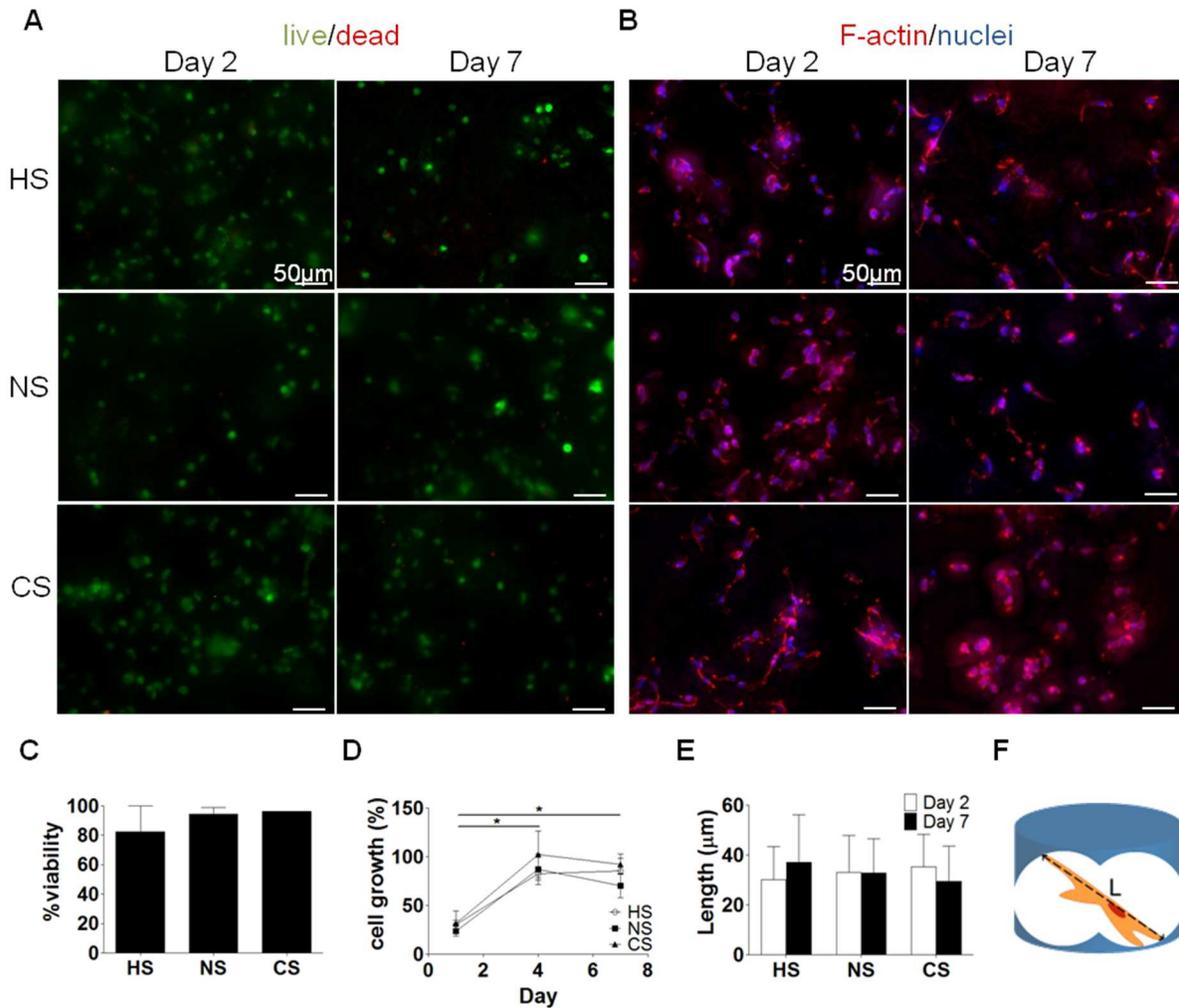 A
live/dead
Day 2
Day 7
B
F-actin/nuclei
Day 2
Day 7
HS
50µm
50µm
NS
CS
C
100
80
60
40
20
0
%viability
HS NS CS
D
150
100
50
0
cell growth (%)
*
*
HS
NS
CS
0 2 4 6 8
Day
E
60
40
20
0
Length (µm)
Day 2
Day 7
HS NS CS
F
L